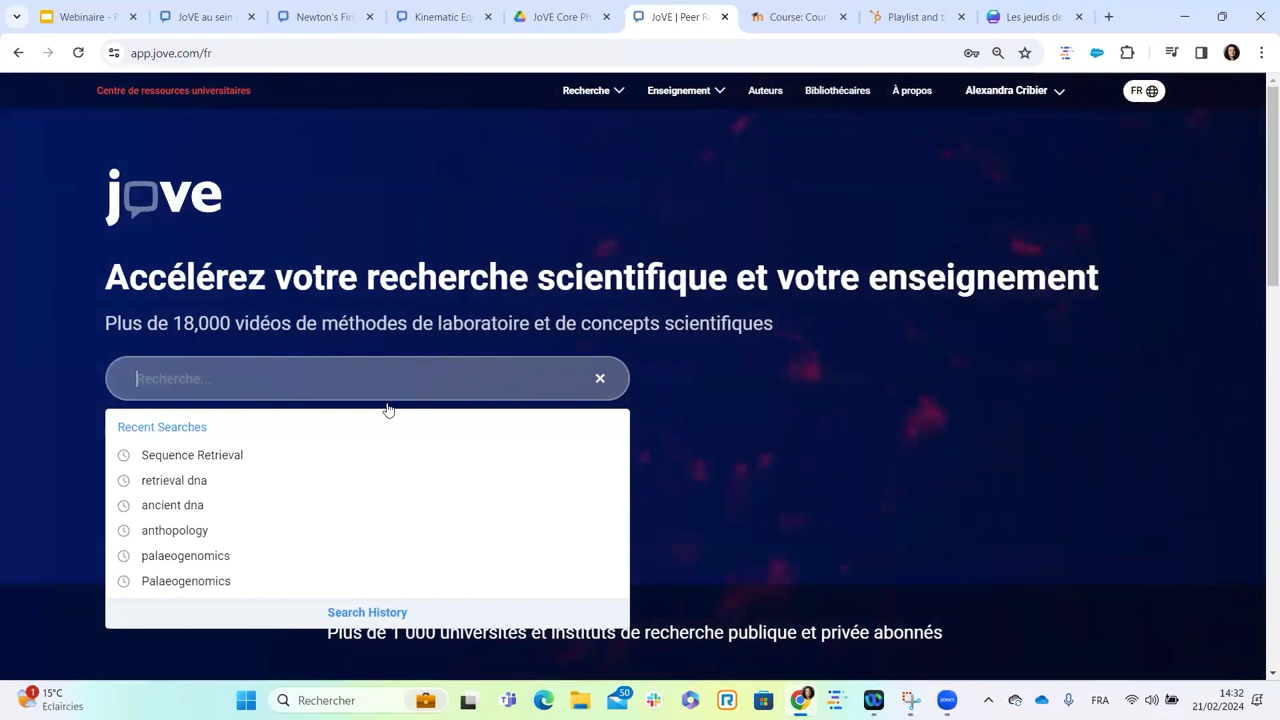 Webinaire - P
JoVE au sein
Newton's Firs
Kinematic Eq
JoVE Core Ph
JoVE | Peer R
Course: Cour
Playlist and t
Les jeudis de
app.jove.com/fr
Centre de ressources universitaires
Recherche
Enseignement
Auteurs
Bibliothécaires
À propos
Alexandra Cribier
FR
jove
Accélérez votre recherche scientifique et votre enseignement
Plus de 18,000 vidéos de méthodes de laboratoire et de concepts scientifiques
Recherche...
Recent Searches
Sequence Retrieval
retrieval dna
ancient dna
anthopology
palaeogenomics
Palaeogenomics
Search History
Plus de 1 000 universités et instituts de recherche publique et privée abonnés
1
15°C
Eclaircies
Rechercher
50
FRA
14:32
21/02/2024